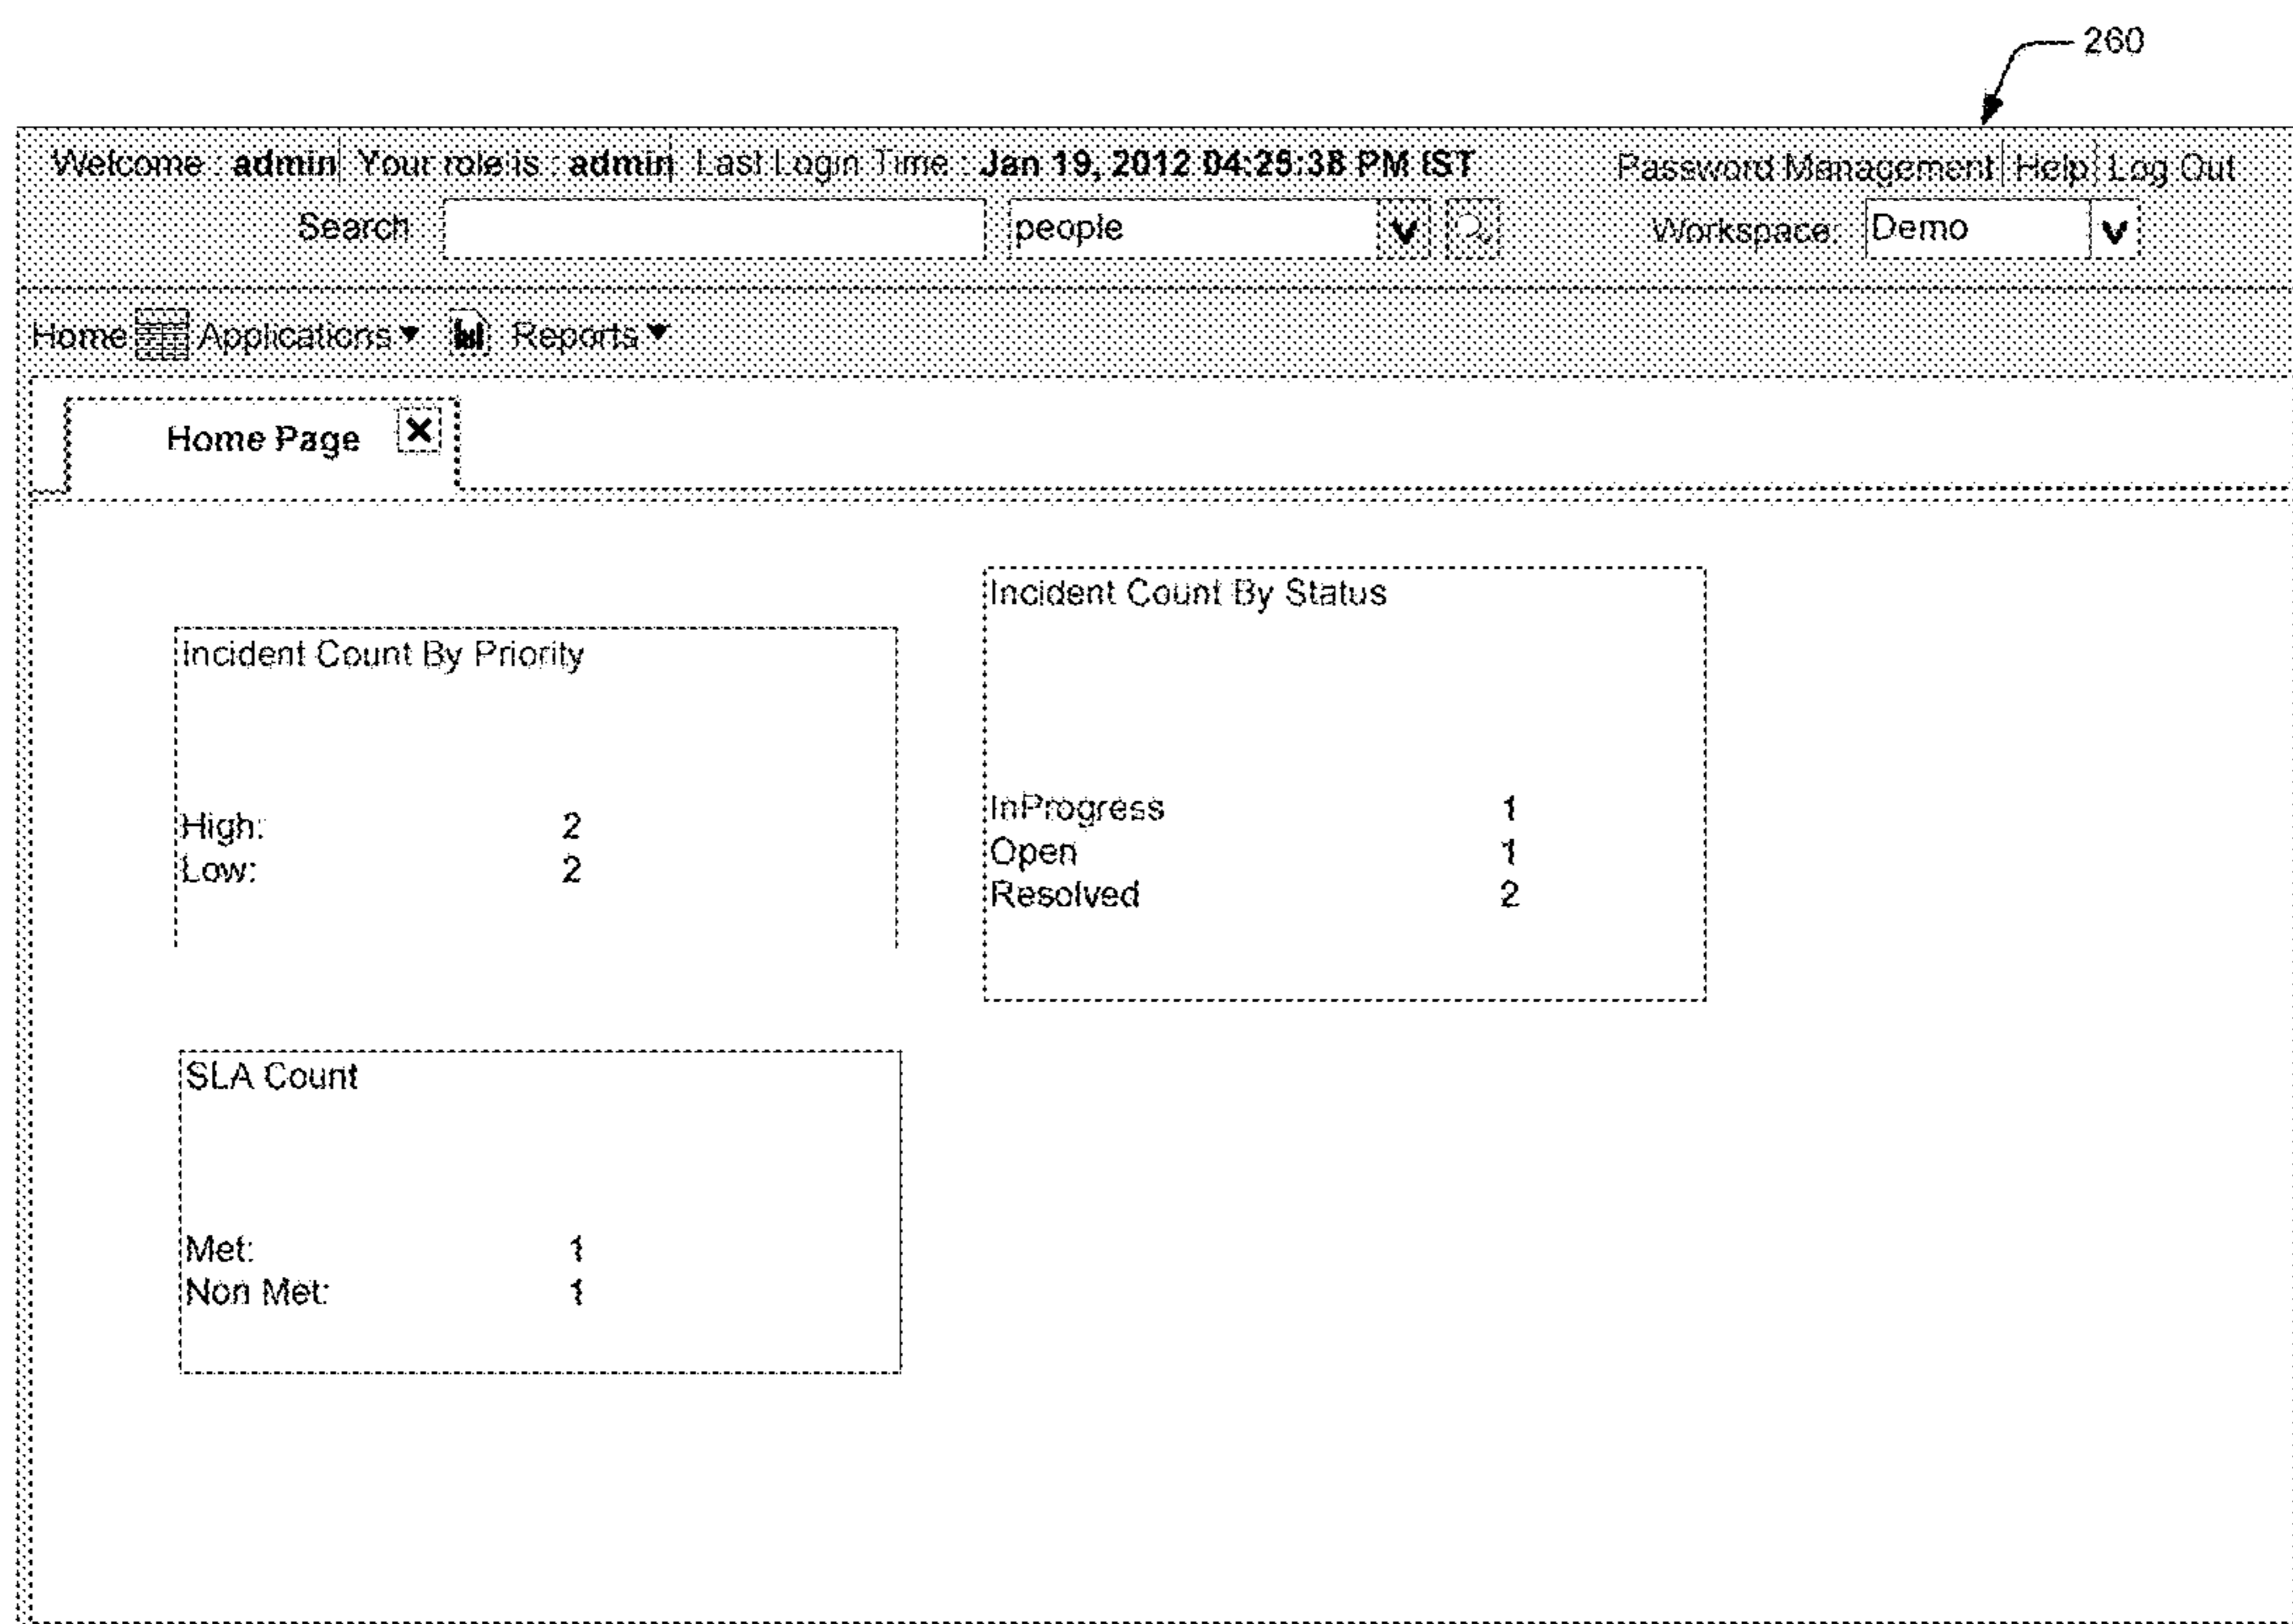 260
Welcome : admin Your role is : admin Last Login Time : Jan 19, 2012 04:25:38 PM IST Password Management Help Log Out
Search people Workspace: Demo
Home Applications Reports
Home Page
Incident Count By Status
Incident Count By Priority
InProgress 1
High: 2
Open 1
Low: 2
Resolved 2
SLA Count
Met: 1
Non Met: 1